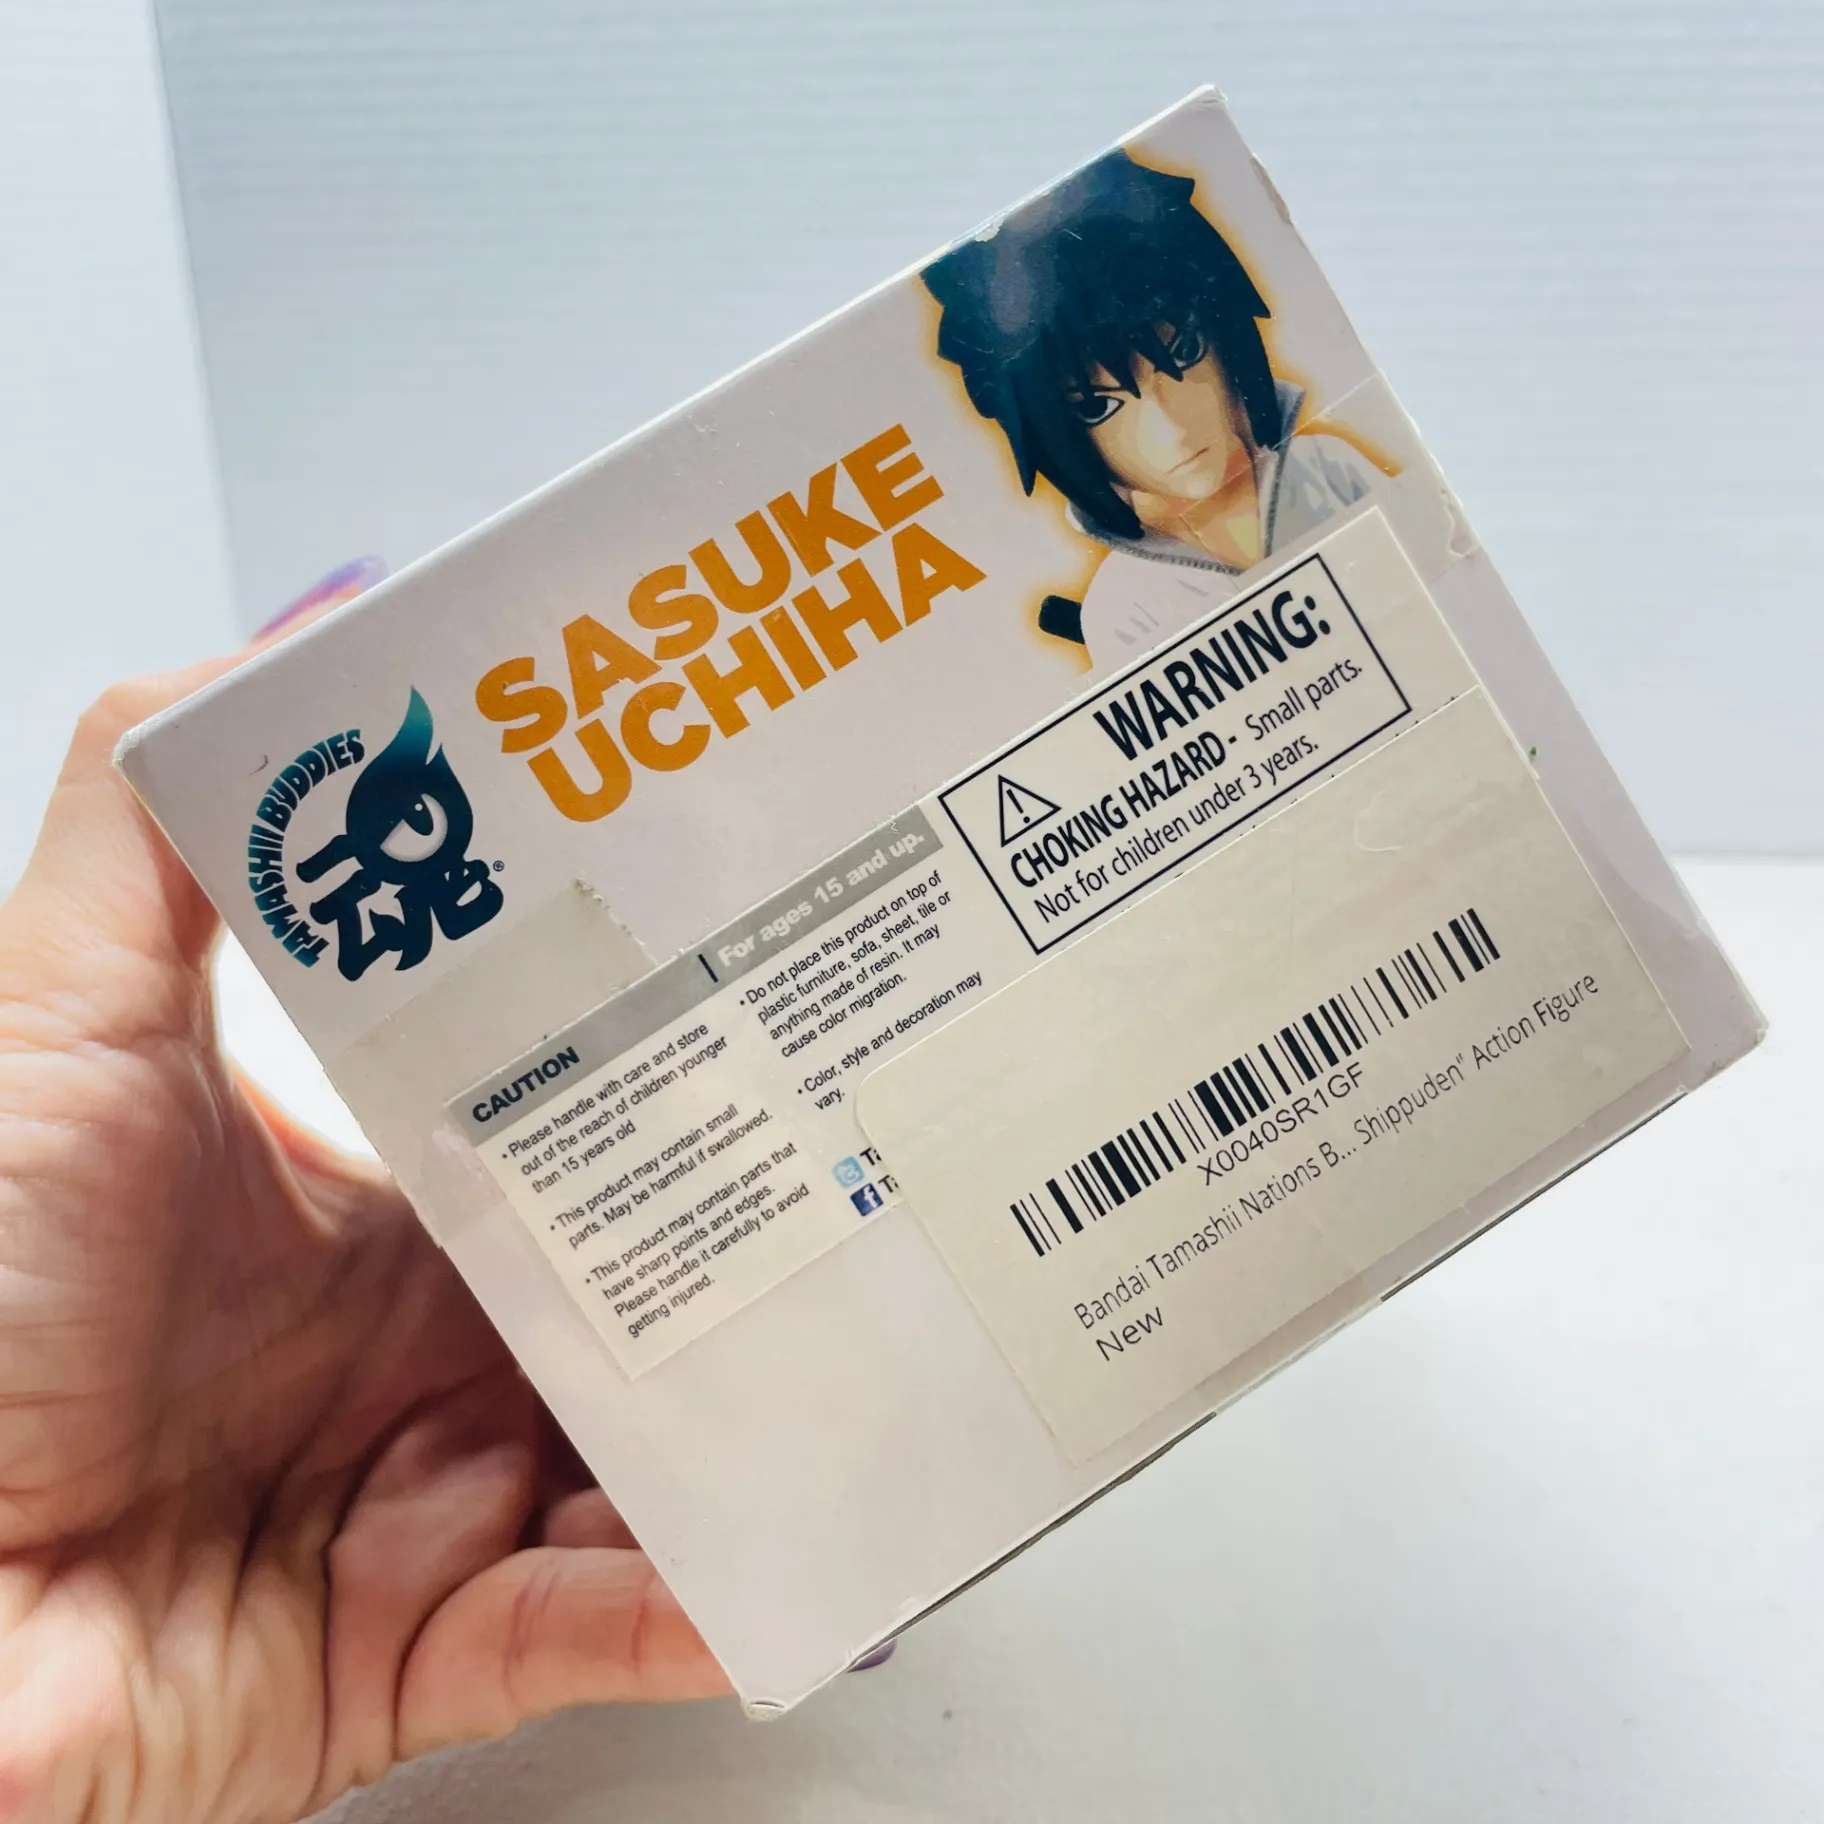 SASUKE
UCHIHA
TAMASHII BUDDIES
®
WARNING:
CHOKING HAZARD - Small parts.
Not for children under 3 years.
CAUTION | For ages 15 and up.
• Please handle with care and store
out of the reach of children younger
than 15 years old
• This product may contain small
parts. May be harmful if swallowed.
• This product may contain parts that
have sharp points and edges.
Please handle it carefully to avoid
getting injured.
• Do not place this product on top of
plastic furniture, sofa, sheet, tile or
anything made of resin. It may
cause color migration.
• Color, style and decoration may
vary.
X0040SR1GF
Bandai Tamashii Nations B... Shippuden" Action Figure
New